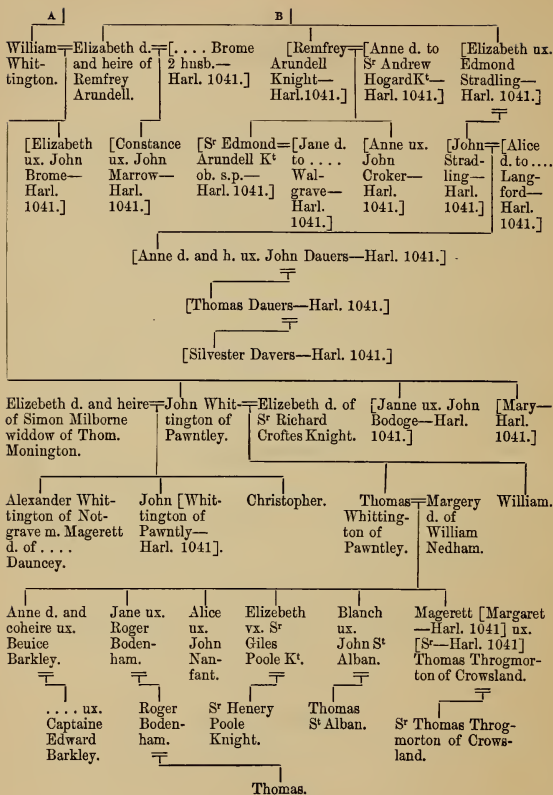 A
B
William
Whit-
tington.
Elizabeth d.
and heire of
Remfrey
Arundell.
[. . . . Brome
2 husb.—
Harl. 1041.]
[Remfrey
Arundell
Knight—
Harl.1041.]
[Anne d. to
Sr Andrew
HogardKt—
Harl. 1041.]
[Elizabeth ux.
Edmond
Stradling—
Harl. 1041.]
[Elizabeth
ux. John
Brome—
Harl.
1041.]
[Constance
ux. John
Marrow—
Harl.
1041.]
[Sr Edmond
Arundell Kt
ob. s.p.—
Harl. 1041.]
[Jane d.
to . . . .
Wal-
grave—
Harl.
1041.]
[Anne ux.
John
Croker—
Harl.
1041.]
[John
Strad-
ling—
Harl.
1041.]
[Alice
d. to ....
Lang-
ford—
Harl.
1041.]
[Anne d. and h. ux. John Dauers—Harl. 1041.]
[Thomas Dauers—Harl. 1041.]
[Silvester Davers—Harl. 1041.]
Elizebeth d. and heire
of Simon Milborne
widdow of Thom.
Monington.
John Whit-
tington of
Pawntley.
Elizebeth d. of
Sr Richard
Croftes Knight.
[Janne ux. John
Bodoge—Harl.
1041.]
[Mary—
Harl.
1041.]
Alexander Whit-
tington of Not-
grave m. Magerett
d. of . . . .
Dauncey.
John [Whit-
tington of
Pawntly—
Harl. 1041].
Christopher.
Thomas
Whitting-
ton of
Pawntley.
Margery
d. of
William
Nedham.
William.
Anne d. and
coheire ux.
Beuice
Barkley.
Jane ux.
Roger
Boden-
ham.
Alice
ux.
John
Nan-
fant.
Elizebeth
vx. Sr
Giles
Poole Kt.
Blanch
ux.
John St
Alban.
Magerett [Margaret
—Harl. 1041] ux.
[Sr—Harl. 1041]
Thomas Throgmor-
ton of Crowsland.
. . . . ux.
Captaine
Edward
Barkley.
Roger
Boden-
ham.
Sr Henery
Poole
Knight.
Thomas
St Alban.
Sr Thomas Throg-
morton of Crows-
land.
Thomas.